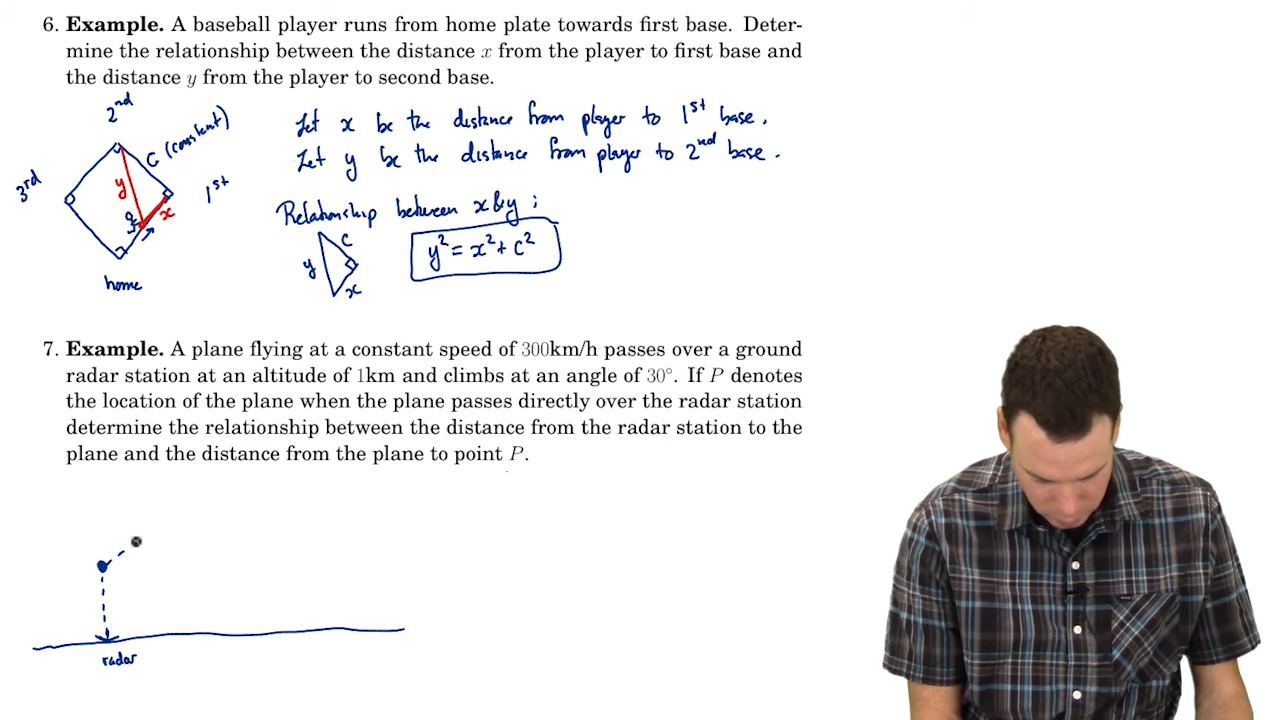 6. Example. A baseball player runs from home plate towards first base. Deter-
mine the relationship between the distance x from the player to first base and
the distance y from the player to second base.
2nd
C (constant)
3rd
1st
y
x
home
Let x be the distance from player to 1st base.
Let y be the distance from player to 2nd base.
Relationship between x & y :
C
y
x
y² = x² + c²
7. Example. A plane flying at a constant speed of 300km/h passes over a ground
radar station at an altitude of 1km and climbs at an angle of 30°. If P denotes
the location of the plane when the plane passes directly over the radar station
determine the relationship between the distance from the radar station to the
plane and the distance from the plane to point P.
radar